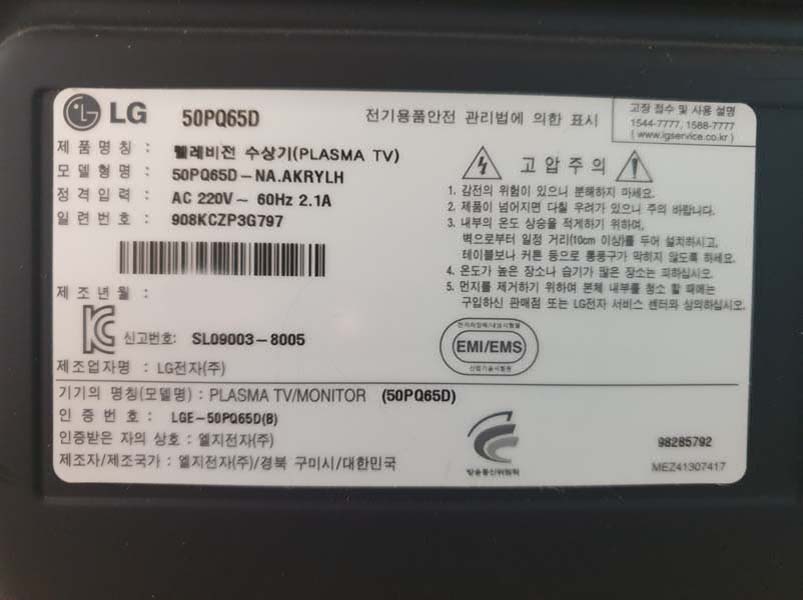 LG 50PQ65D 전기용품안전 관리법에 의한 표시
고장 접수 및 사용 설명
1544-7777, 1588-7777
( www.lgservice.co.kr )
제 품 명 칭 : 텔레비전 수상기(PLASMA TV)
모 델 형 명 : 50PQ65D-NA.AKRYLH
정 격 입 력 : AC 220V~ 60Hz 2.1A
일 련 번 호 : 908KCZP3G797
제 조 년 월 :
신고번호: SL09003-8005
제조업자명 : LG전자(주)
고 압 주 의
1. 감전의 위험이 있으니 분해하지 마세요.
2. 제품이 넘어지면 다칠 우려가 있으니 주의 바랍니다.
3. 내부의 온도 상승을 적게하기 위하여,
벽으로부터 일정 거리(10cm 이상)를 두어 설치하시고,
테이블보나 커튼 등으로 통풍구가 막히지 않도록 하세요.
4. 온도가 높은 장소나 습기가 많은 장소는 피하십시오.
5. 먼지를 제거하기 위하여 본체 내부를 청소 할 때에는
구입하신 판매점 또는 LG전자 서비스 센터와 상의하십시오.
EMI/EMS
기기의 명칭(모델명) : PLASMA TV/MONITOR (50PQ65D)
인 증 번 호 : LGE-50PQ65D(B)
인증받은 자의 상호 : 엘지전자(주)
제조자/제조국가 : 엘지전자(주)/경북 구미시/대한민국
방송통신위원회
98285792
MEZ41307417